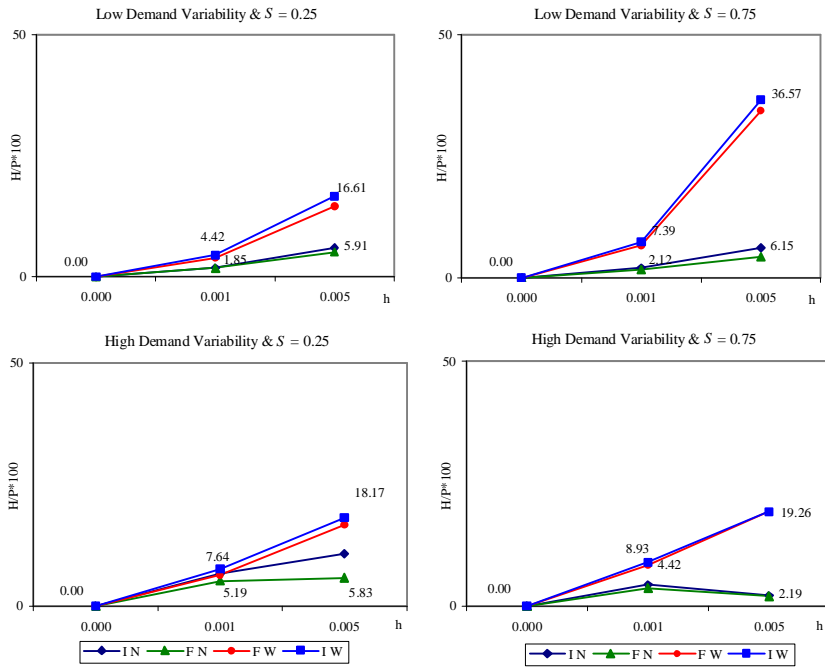 Low Demand Variability & S = 0.25
50
H/P*100
16.61
4.42
5.91
1.85
0.00
0
0.000
0.001
0.005
h
Low Demand Variability & S = 0.75
50
H/P*100
36.57
7.39
6.15
2.12
0.00
0
0.000
0.001
0.005
h
High Demand Variability & S = 0.25
50
H/P*100
18.17
7.64
0.00
5.19
5.83
0
0.000
0.001
0.005
h
I N F N F W I W
High Demand Variability & S = 0.75
50
H/P*100
19.26
8.93
4.42
0.00
2.19
0
0.000
0.001
0.005
h
I N F N F W I W